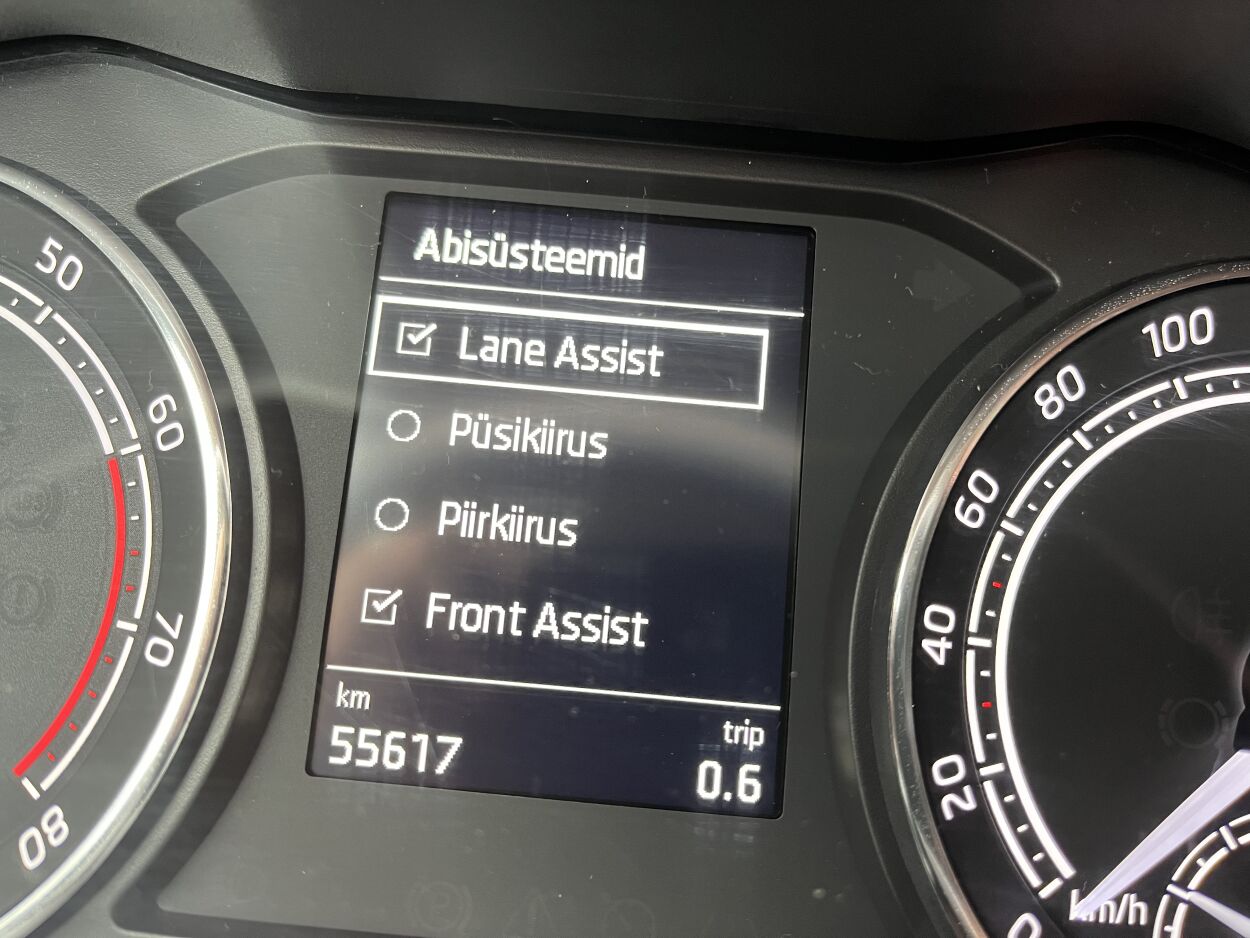 Abisüsteemid
Lane Assist
Püsikiirus
Piirkiirus
Front Assist
km
55617
trip
0.6
50
60
70
80
100
80
60
40
20
0
km/h